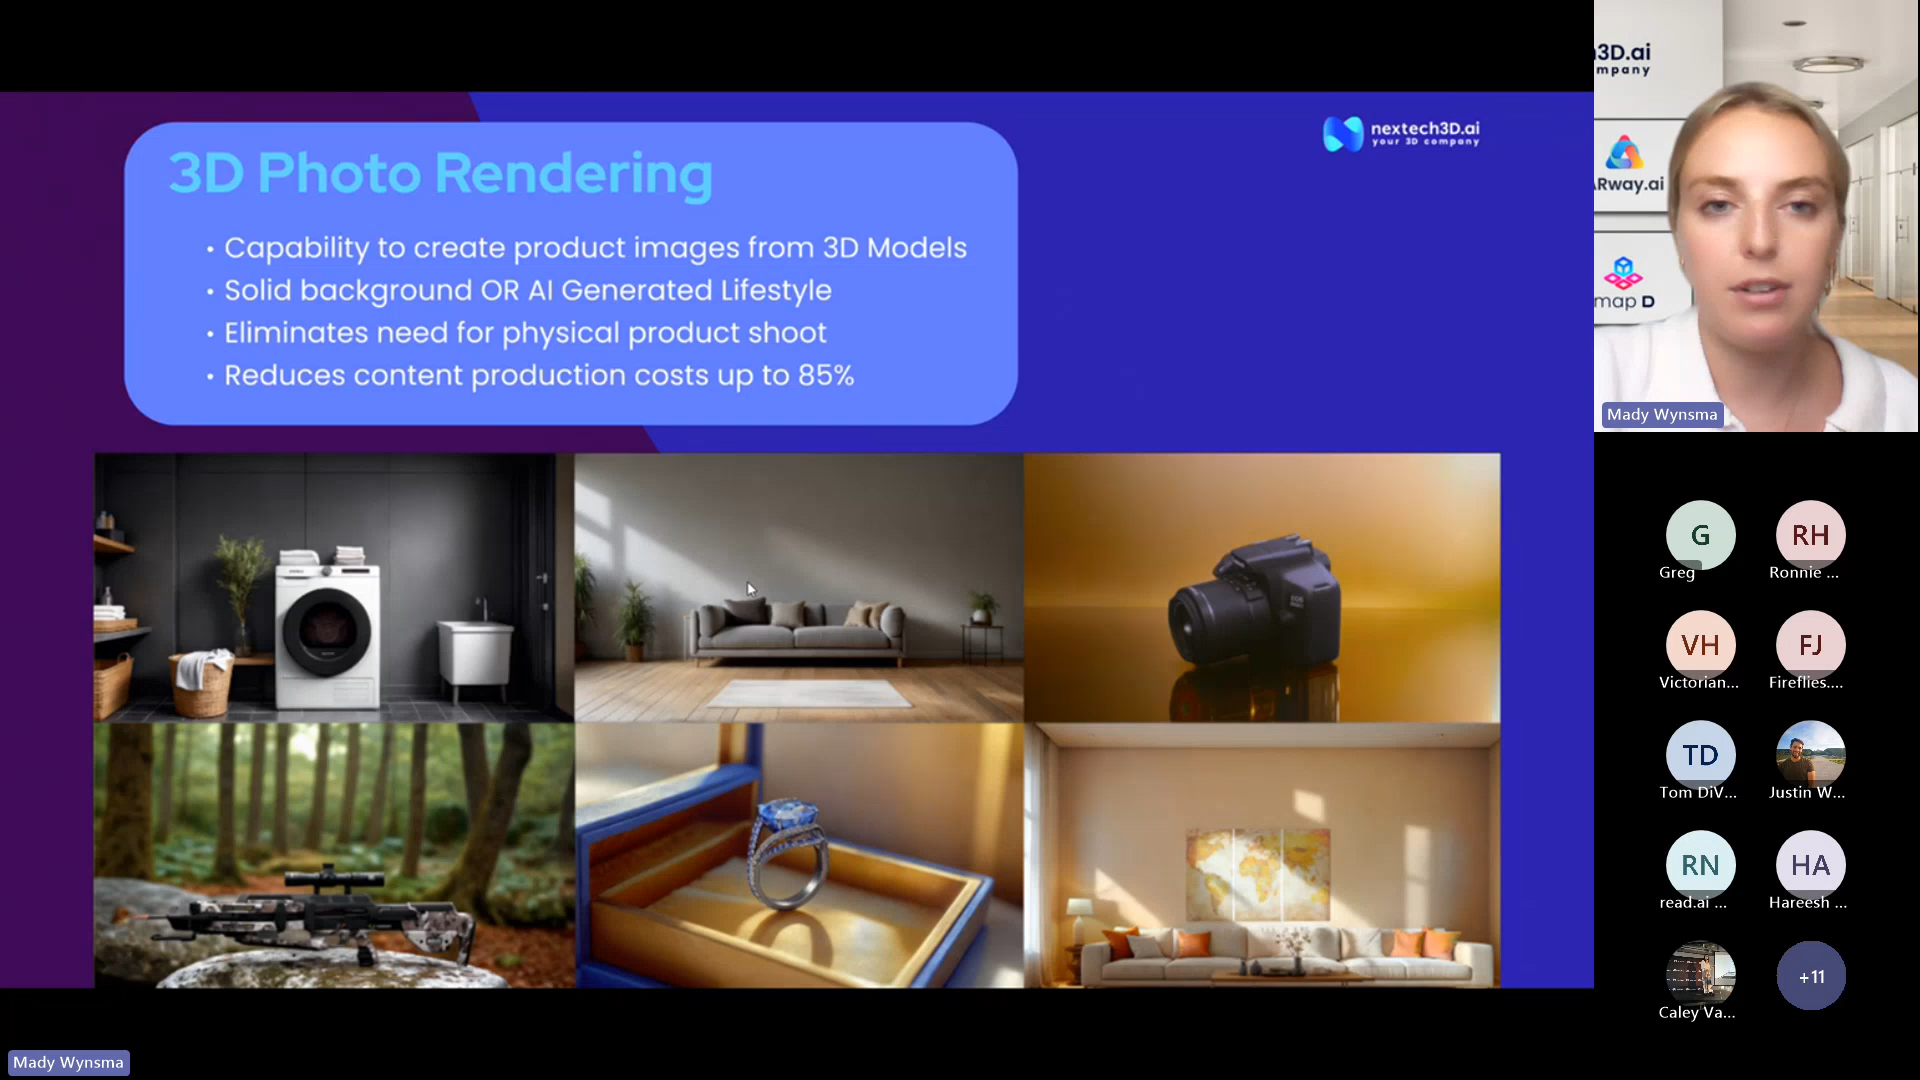 3D Photo Rendering
• Capability to create product images from 3D Models
• Solid background OR AI Generated Lifestyle
• Eliminates need for physical product shoot
• Reduces content production costs up to 85%
nextech3D.ai
your 3D company
3D.ai
mpany
Rway.ai
map D
Mady Wynsma
G
Greg
RH
Ronnie ...
VH
Victorian...
FJ
Fireflies....
TD
Tom DiV...
Justin W...
RN
read.ai ...
HA
Hareesh ...
Caley Va...
+11
Mady Wynsma